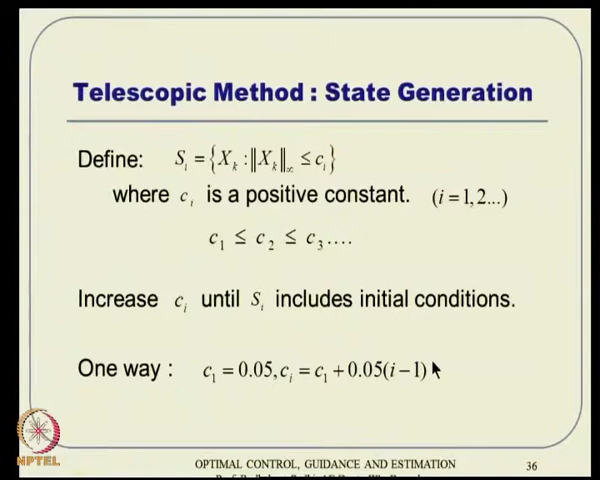 Telescopic Method : State Generation
Define: S_i = {X_k : ‖X_k‖_∞ ≤ c_i}
where c_i is a positive constant. (i = 1, 2...)
c_1 ≤ c_2 ≤ c_3 ....
Increase c_i until S_i includes initial conditions.
One way : c_1 = 0.05, c_i = c_1 + 0.05(i − 1)
NPTEL
OPTIMAL CONTROL, GUIDANCE AND ESTIMATION
36